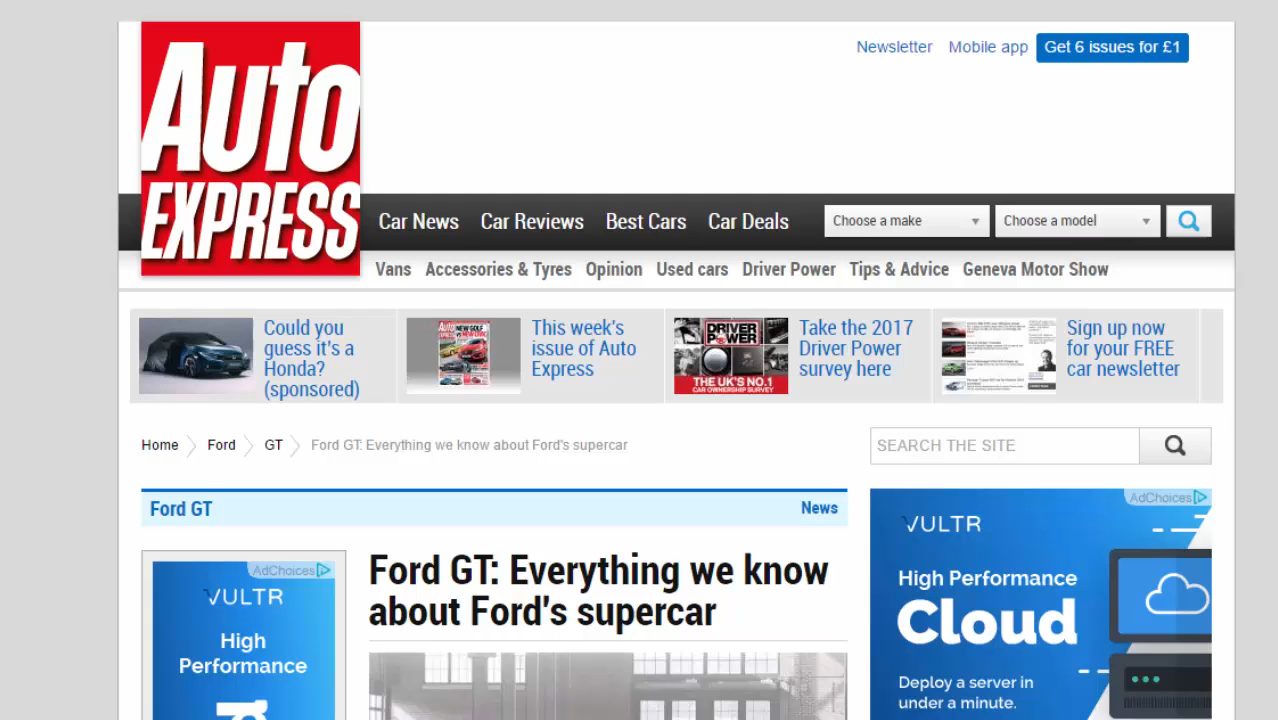 Auto
EXPRESS
Newsletter Mobile app Get 6 issues for £1
Car News Car Reviews Best Cars Car Deals Choose a make Choose a model
Vans Accessories & Tyres Opinion Used cars Driver Power Tips & Advice Geneva Motor Show
Could you
guess it's a
Honda?
(sponsored)
This week's
issue of Auto
Express
DRIVER
POWER
THE UK'S NO.1
CAR OWNERSHIP SURVEY
Take the 2017
Driver Power
survey here
Sign up now
for your FREE
car newsletter
Home Ford GT Ford GT: Everything we know about Ford's supercar
SEARCH THE SITE
Ford GT News
AdChoices
VULTR
High
Performance
Ford GT: Everything we know
about Ford's supercar
AdChoices
VULTR
High Performance
Cloud
Deploy a server in
under a minute.